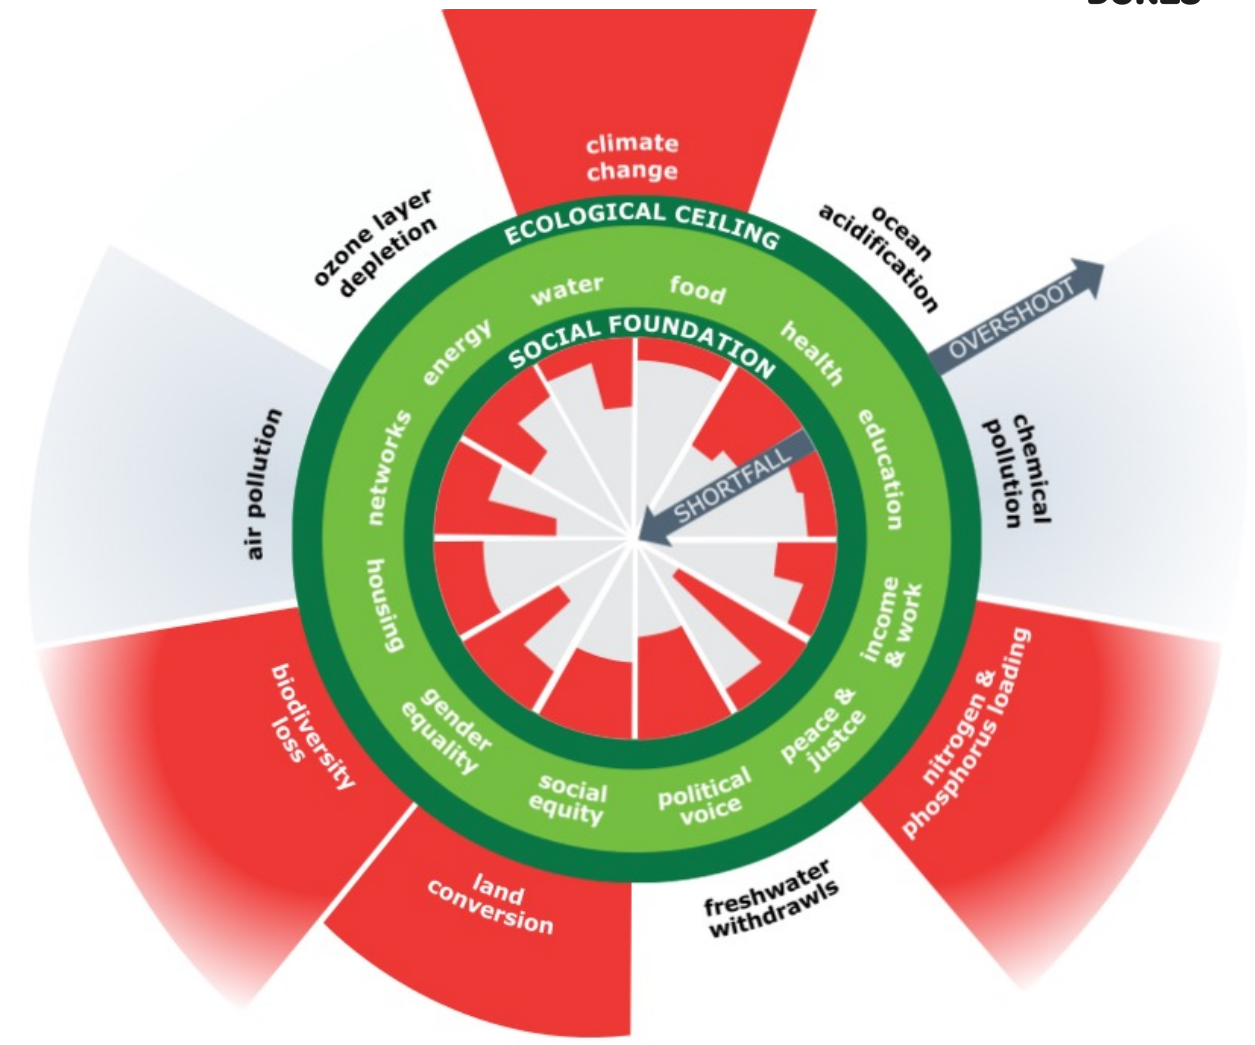 climate
change
ECOLOGICAL CEILING
ozone layer
depletion
ocean
acidification
OVERSHOOT
water
food
energy
health
SOCIAL FOUNDATION
networks
education
SHORTFALL
air pollution
chemical
pollution
housing
income
& work
biodiversity
loss
nitrogen &
phosphorus loading
gender
equality
peace &
justce
social
equity
political
voice
land
conversion
freshwater
withdrawls